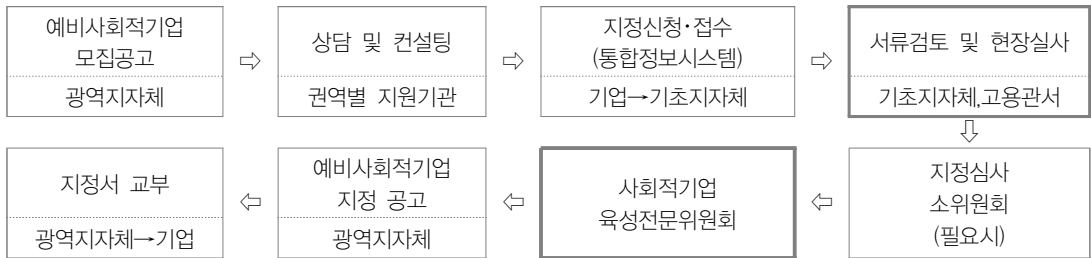 예비사회적기업
모집공고
광역지자체
⇨
상담 및 컨설팅
권역별 지원기관
⇨
지정신청·접수
(통합정보시스템)
기업→기초지자체
⇨
서류검토 및 현장실사
기초지자체,고용관서
⇩
지정심사
소위원회
(필요시)
⇦
사회적기업
육성전문위원회
⇦
예비사회적기업
지정 공고
광역지자체
⇦
지정서 교부
광역지자체→기업